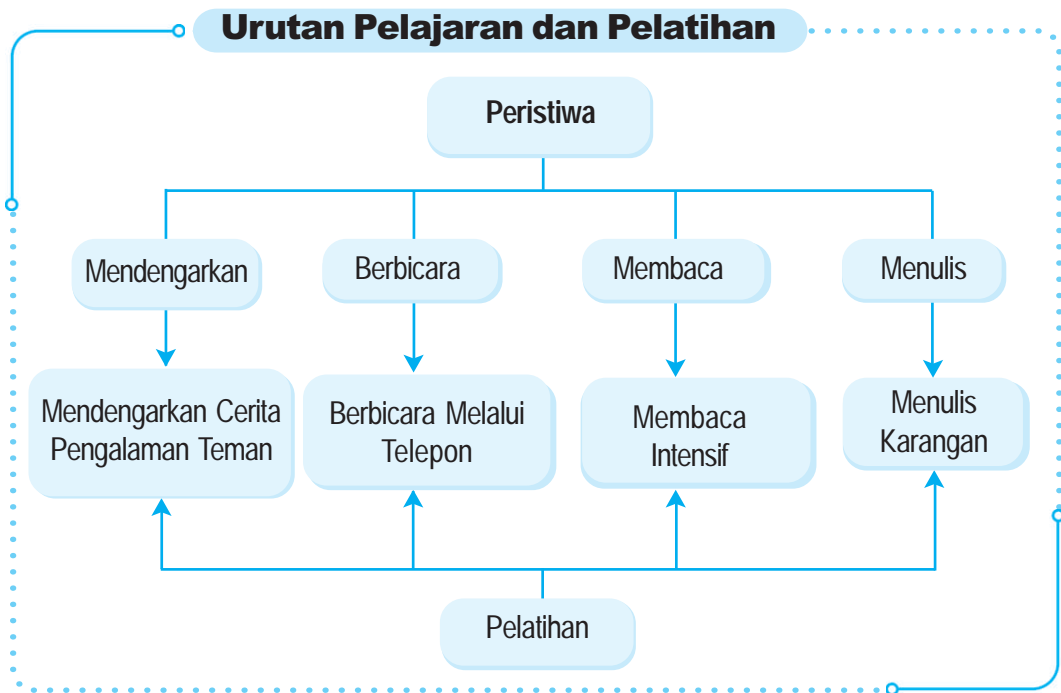 Urutan Pelajaran dan Pelatihan
Peristiwa
Mendengarkan
Berbicara
Membaca
Menulis
Mendengarkan Cerita
Pengalaman Teman
Berbicara Melalui
Telepon
Membaca
Intensif
Menulis
Karangan
Pelatihan